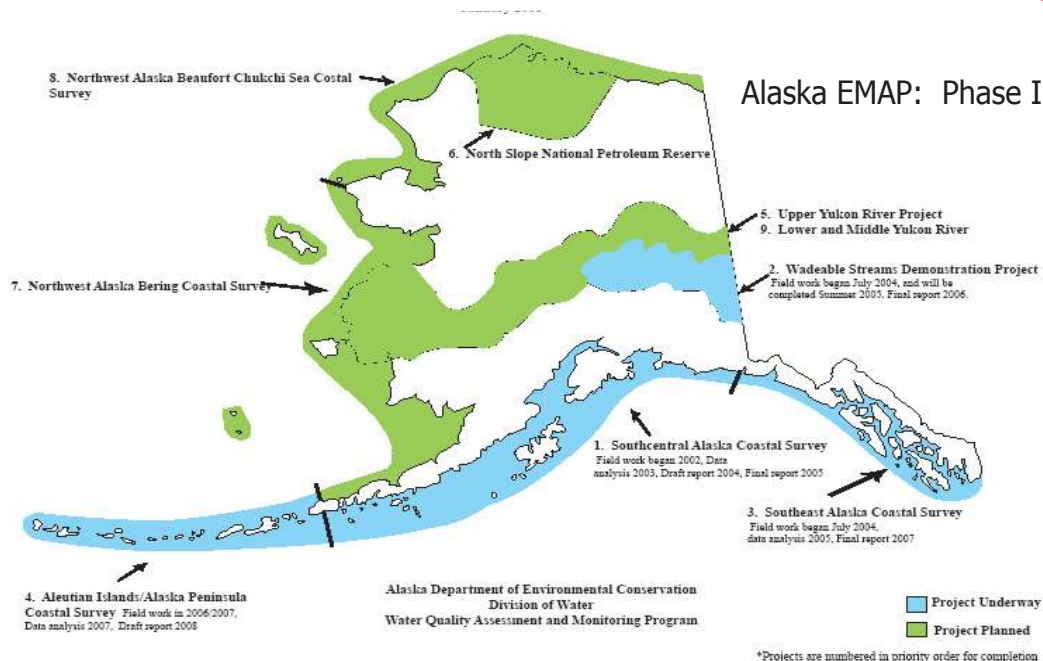 8. Northwest Alaska Beaufort Chukchi Sea Costal
Survey
Alaska EMAP: Phase I
6. North Slope National Petroleum Reserve
5. Upper Yukon River Project
9. Lower and Middle Yukon River
2. Wadeable Streams Demonstration Project
Field work began July 2004, and will be
completed Summer 2005, Final report 2006.
7. Northwest Alaska Bering Coastal Survey
1. Southcentral Alaska Coastal Survey
Field work began 2002, Data
analysis 2003, Draft report 2004, Final report 2005
3. Southeast Alaska Coastal Survey
Field work began July 2004,
data analysis 2005, Final report 2007
4. Aleutian Islands/Alaska Peninsula
Coastal Survey Field work in 2006/2007,
Data analysis 2007, Draft report 2008
Alaska Department of Environmental Conservation
Division of Water
Water Quality Assessment and Monitoring Program
Project Underway
Project Planned
*Projects are numbered in priority order for completion